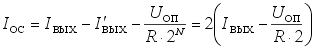 I_ОС = I_ВЫХ − I′_ВЫХ − U_ОП / (R · 2^N) = 2 (I_ВЫХ − U_ОП / (R · 2))